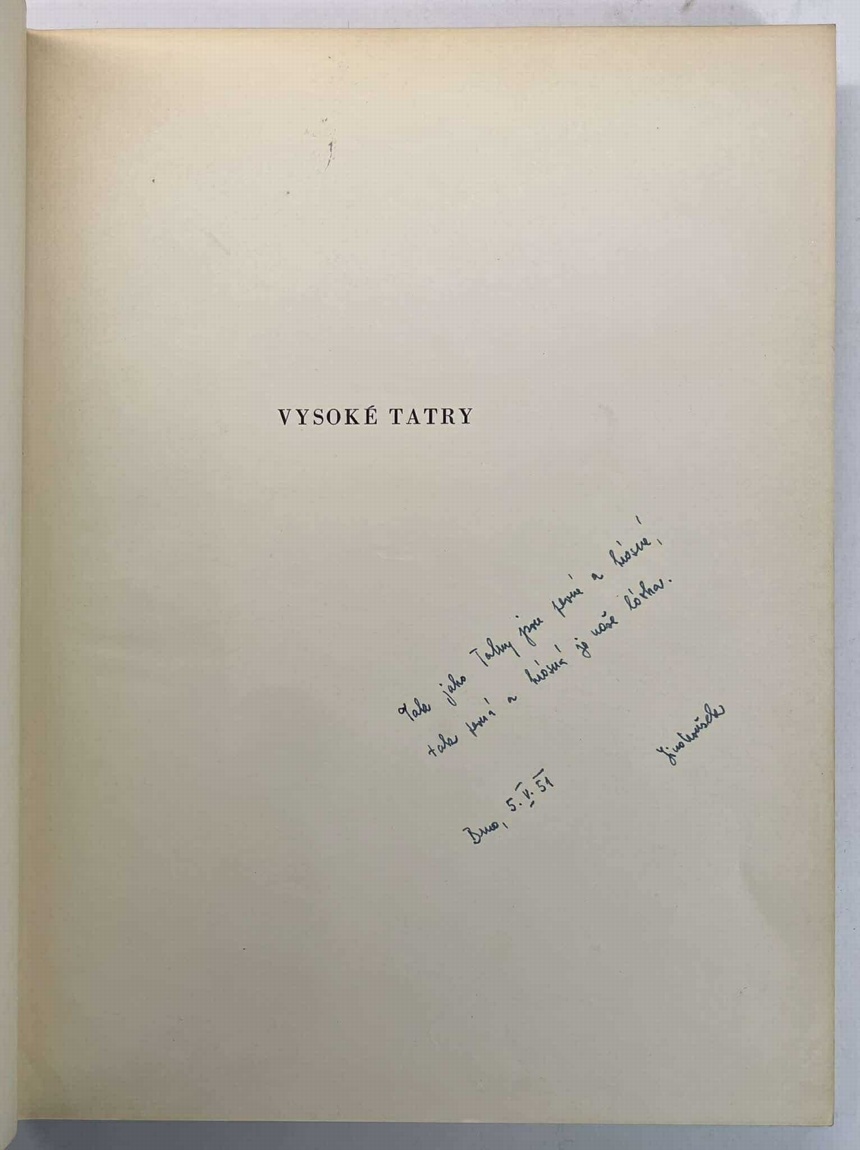 VYSOKÉ TATRY
Tak jako Tatry jsou pevné a krásné,
tak pevná a krásná je naše láska.
Brno, 5. V. 51